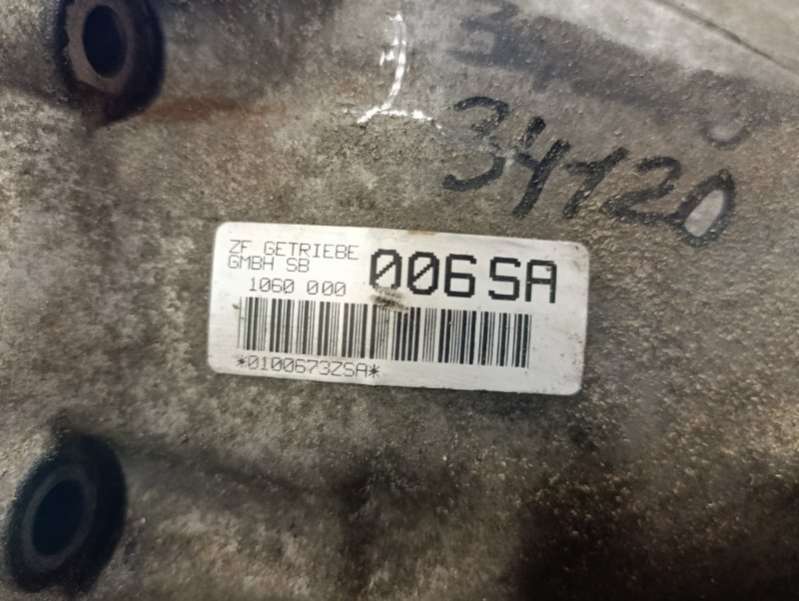 34120
ZF GETRIEBE
GMBH SB
006SA
1060 000
*0100673ZSA*